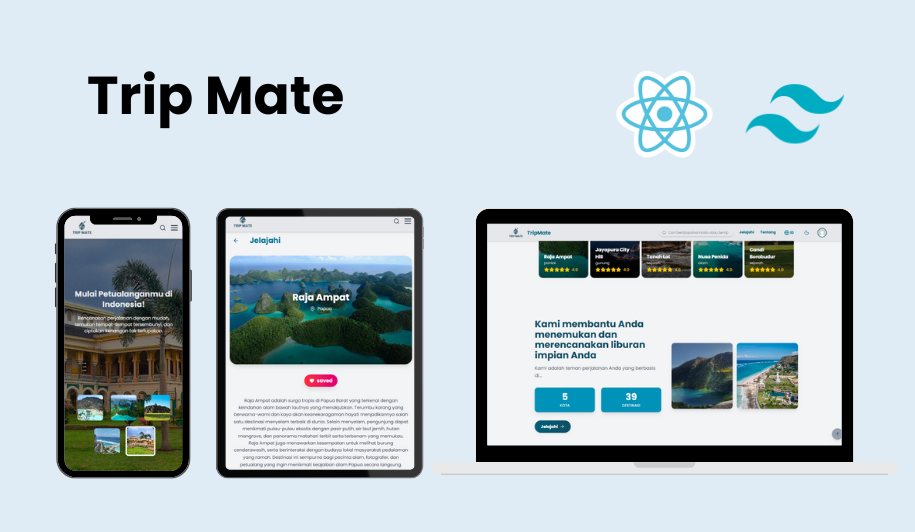 Trip Mate
TRIP MATE
Mulai Petualanganmu di
Indonesia!
Rencanakan perjalanan dengan mudah,
temukan tempat-tempat tersembunyi, dan
ciptakan kenangan tak terlupakan.
TRIP MATE
Jelajahi
Raja Ampat
Papua
saved
Raja Ampat adalah surga tropis di Papua Barat yang terkenal dengan
keindahan alam bawah lautnya yang menakjubkan. Terumbu karang yang
berwarna-warni dan kaya akan keanekaragaman hayati menjadikannya salah
satu destinasi menyelam terbaik di dunia. Selain menyelam, pengunjung dapat
menikmati pulau-pulau eksotis dengan pasir putih, air laut jernih, hutan
mangrove, dan panorama matahari terbit serta terbenam yang memukau.
Raja Ampat juga menawarkan kesempatan untuk melihat burung
cenderawasih, serta berinteraksi dengan budaya lokal masyarakat pedalaman
yang ramah. Destinasi ini sempurna bagi pecinta alam, fotografer, dan
petualang yang ingin menikmati keajaiban alam Papua secara langsung.
TRIP MATE
TripMate
Jelajahi
Tentang
ID
Raja Ampat
pantai
4.9
Jayapura City
Hill
gunung
4.9
Tanah Lot
sejarah
4.8
Nusa Penida
alam
4.9
Candi
Borobudur
sejarah
4.9
Kami membantu Anda
menemukan dan
merencanakan liburan
impian Anda
Kami adalah teman perjalanan Anda yang berbasis
di...
5
KOTA
39
DESTINASI
Jelajahi